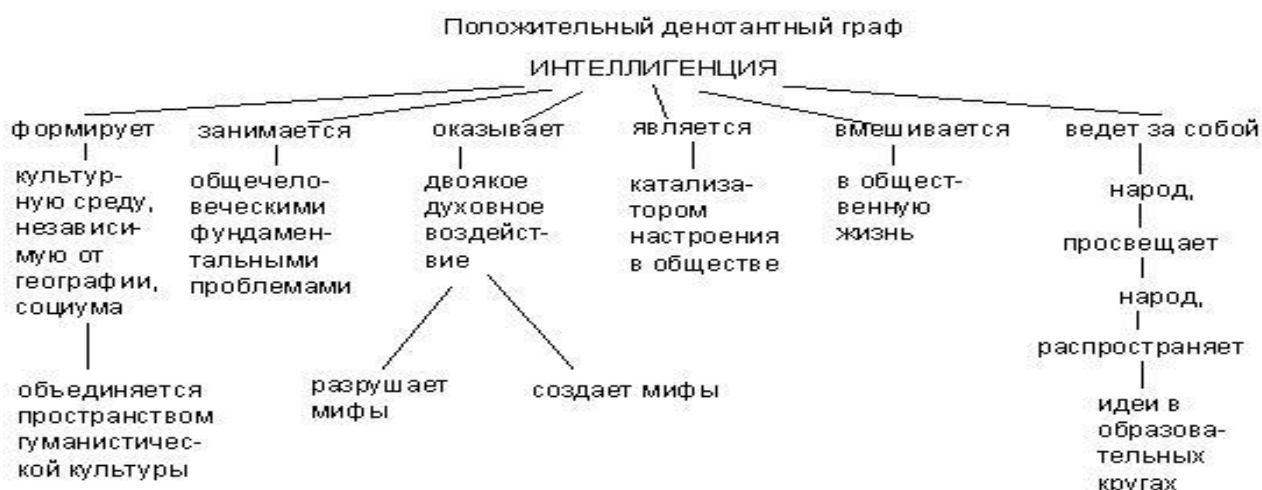 Положительный денотантный граф
ИНТЕЛЛИГЕНЦИЯ
формирует
культур-
ную среду,
независи-
мую от
географии,
социума
объединяется
пространством
гуманистичес-
кой культуры
занимается
общечело-
веческими
фундамен-
тальными
проблемами
оказывает
двоякое
духовное
воздейст-
вие
разрушает
мифы
создает мифы
является
катализа-
тором
настроения
в обществе
вмешивается
в общест-
венную
жизнь
ведет за собой
народ,
просвещает
народ,
распространяет
идеи в
образова-
тельных
кругах